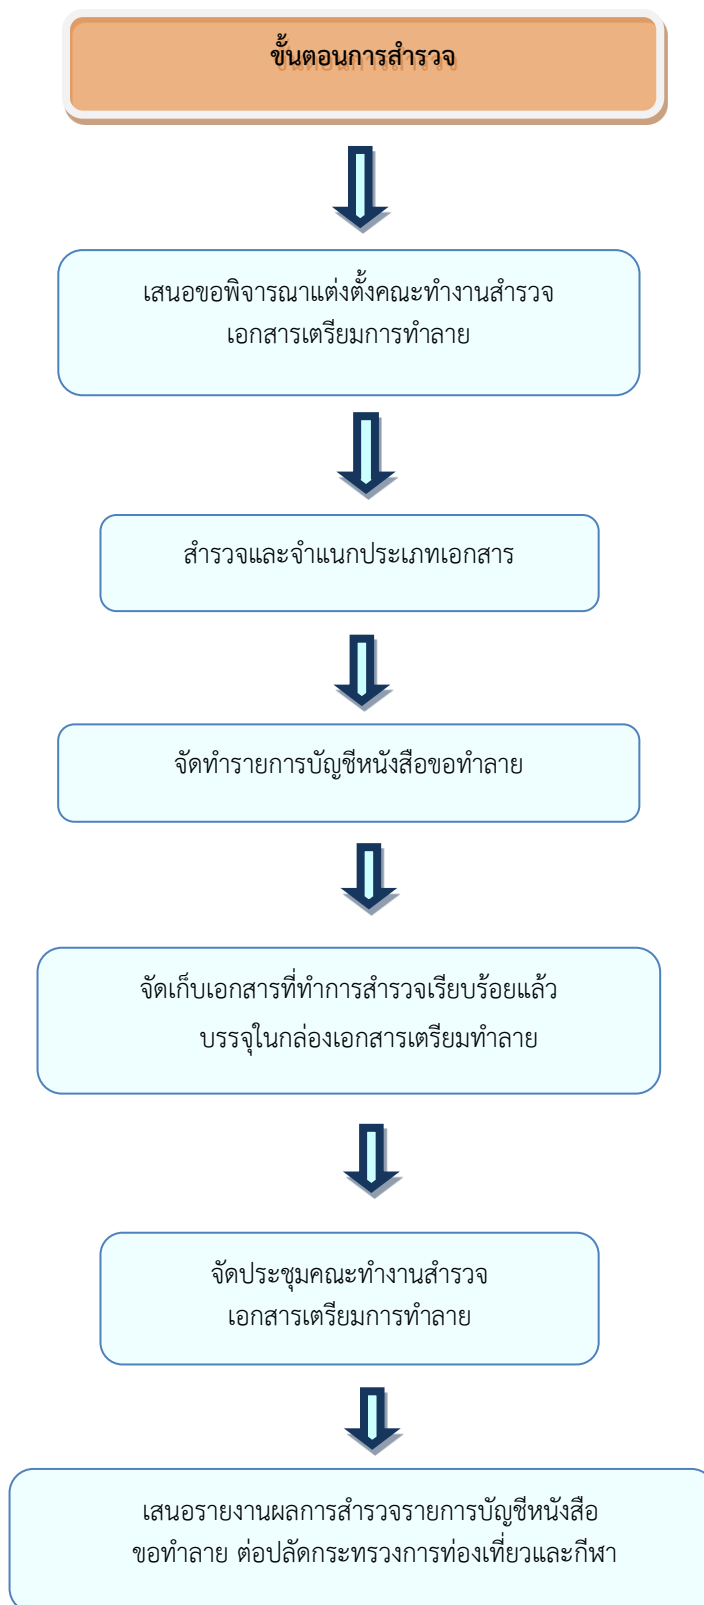 ขั้นตอนการสำรวจ
เสนอขอพิจารณาแต่งตั้งคณะทำงานสำรวจ
เอกสารเตรียมการทำลาย
สำรวจและจำแนกประเภทเอกสาร
จัดทำรายการบัญชีหนังสือขอทำลาย
จัดเก็บเอกสารที่ทำการสำรวจเรียบร้อยแล้ว
บรรจุในกล่องเอกสารเตรียมทำลาย
จัดประชุมคณะทำงานสำรวจ
เอกสารเตรียมการทำลาย
เสนอรายงานผลการสำรวจรายการบัญชีหนังสือ
ขอทำลาย ต่อปลัดกระทรวงการท่องเที่ยวและกีฬา